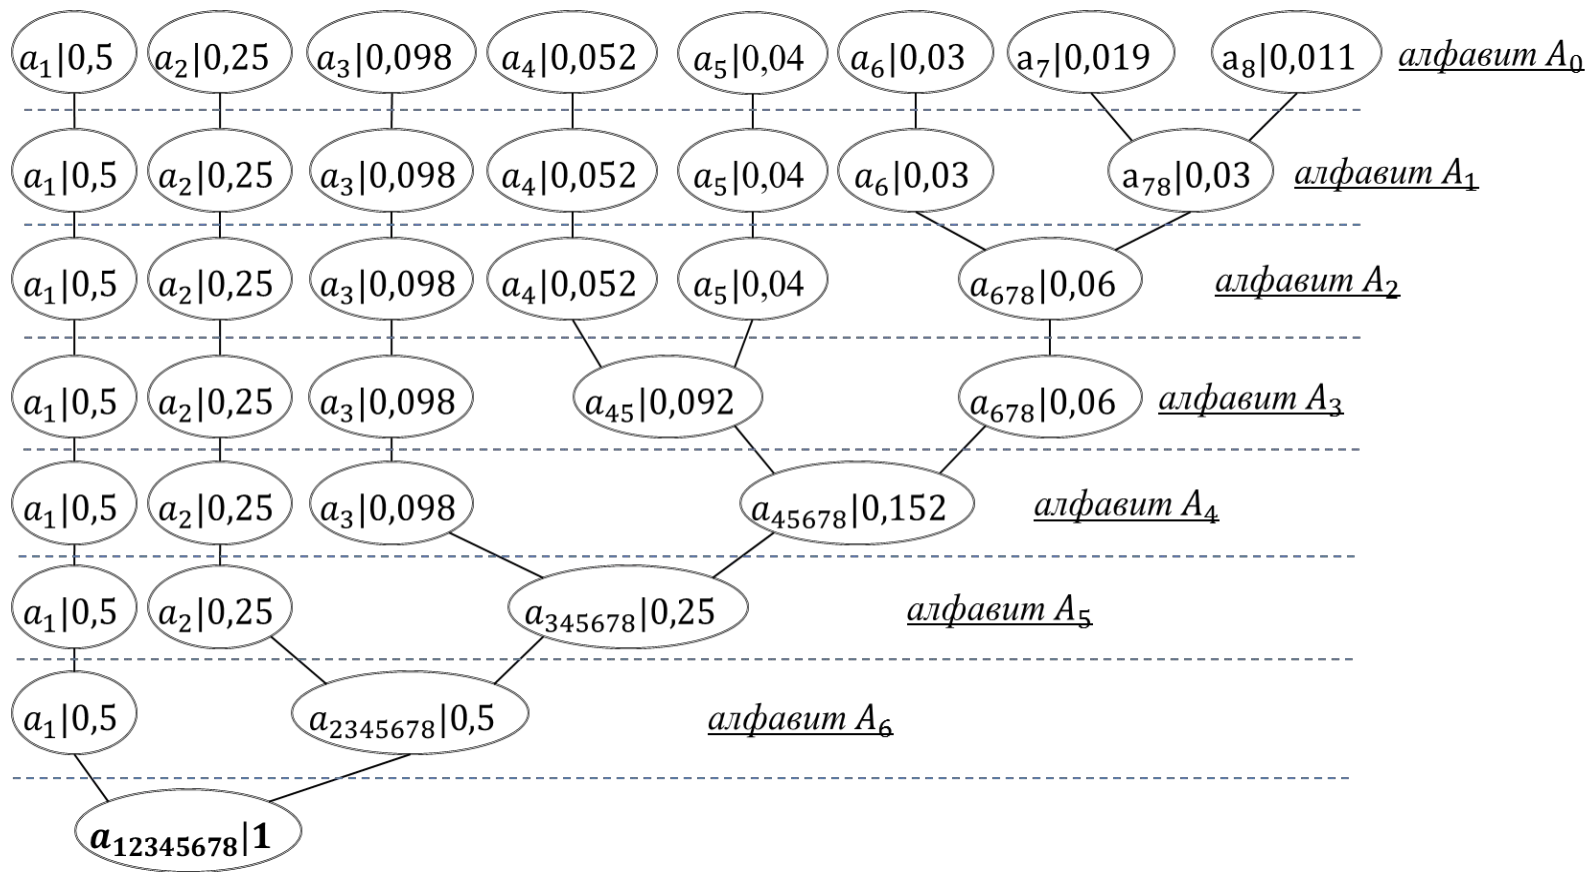 a₁|0,5 a₂|0,25 a₃|0,098 a₄|0,052 a₅|0,04 a₆|0,03 a₇|0,019 a₈|0,011 алфавит A₀
a₁|0,5 a₂|0,25 a₃|0,098 a₄|0,052 a₅|0,04 a₆|0,03 a₇₈|0,03 алфавит A₁
a₁|0,5 a₂|0,25 a₃|0,098 a₄|0,052 a₅|0,04 a₆₇₈|0,06 алфавит A₂
a₁|0,5 a₂|0,25 a₃|0,098 a₄₅|0,092 a₆₇₈|0,06 алфавит A₃
a₁|0,5 a₂|0,25 a₃|0,098 a₄₅₆₇₈|0,152 алфавит A₄
a₁|0,5 a₂|0,25 a₃₄₅₆₇₈|0,25 алфавит A₅
a₁|0,5 a₂₃₄₅₆₇₈|0,5 алфавит A₆
a₁₂₃₄₅₆₇₈|1